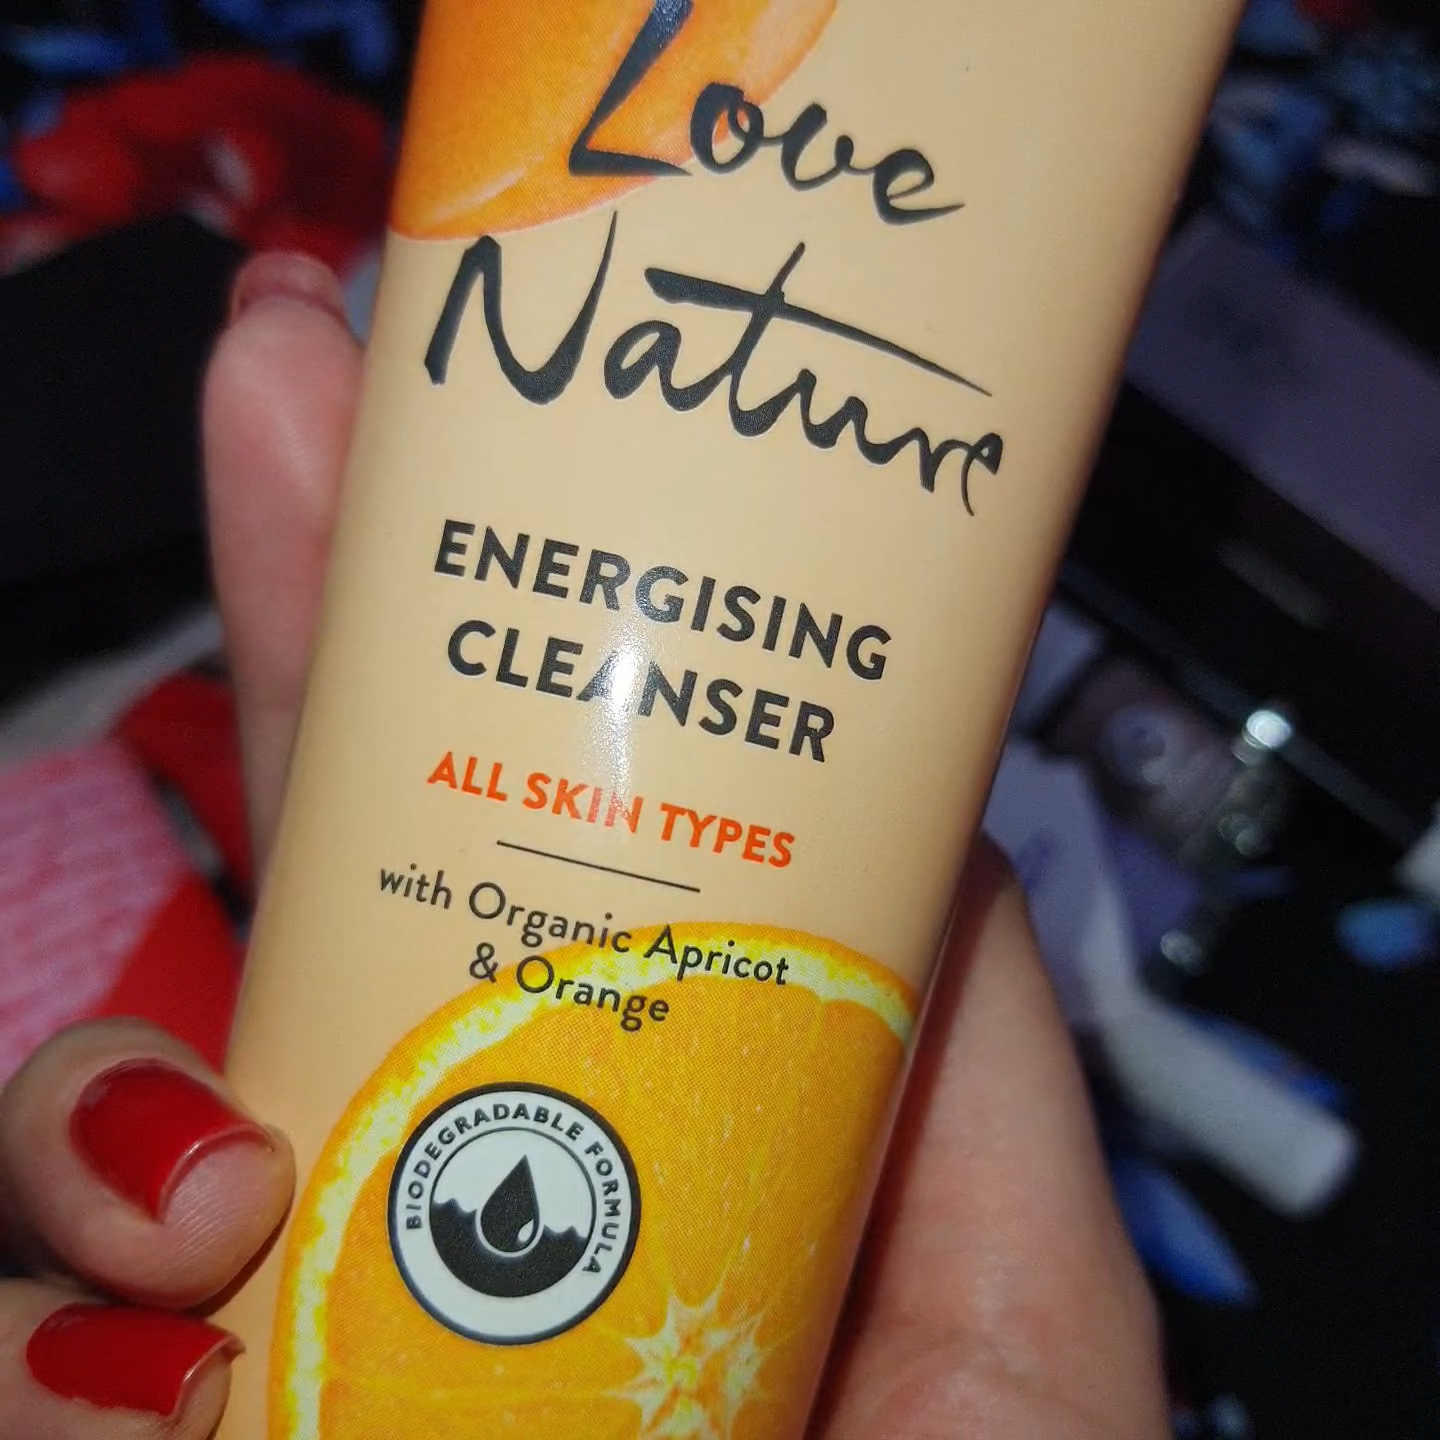 Love
Nature
ENERGISING
CLEANSER
ALL SKIN TYPES
with Organic Apricot
& Orange
BIODEGRADABLE FORMULA